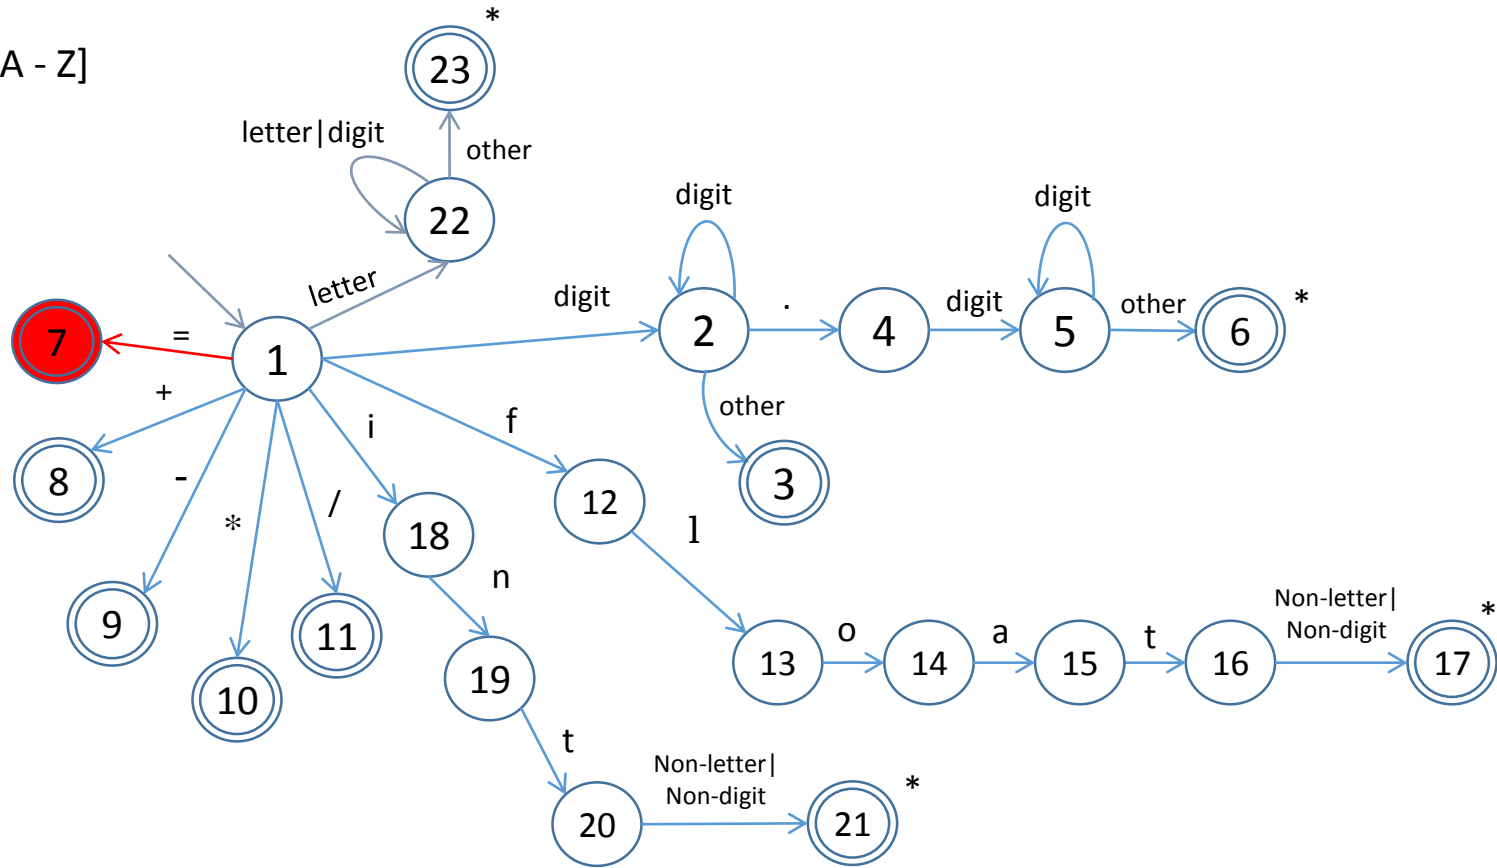 *
23
A - Z]
letter|digit
other
22
digit
digit
letter
digit
.
digit
other
*
7
=
1
2
4
5
6
+
f
other
i
8
-
3
*
/
12
18
l
n
9
11
Non-letter|
Non-digit
*
10
19
13
o
14
a
15
t
16
17
t
Non-letter|
Non-digit
*
20
21